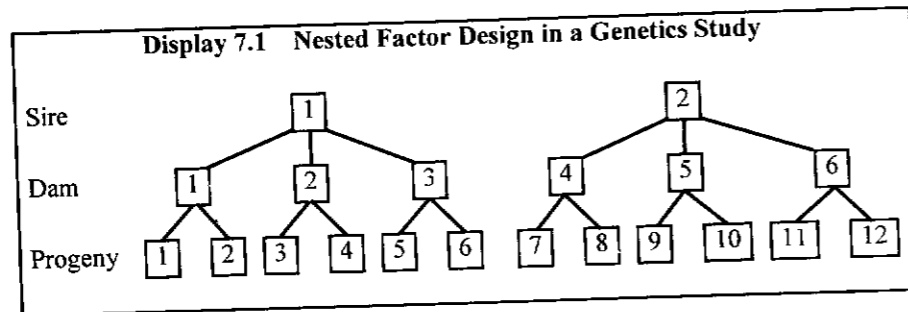 Display 7.1 Nested Factor Design in a Genetics Study
Sire 1 2
Dam 1 2 3 4 5 6
Progeny 1 2 3 4 5 6 7 8 9 10 11 12